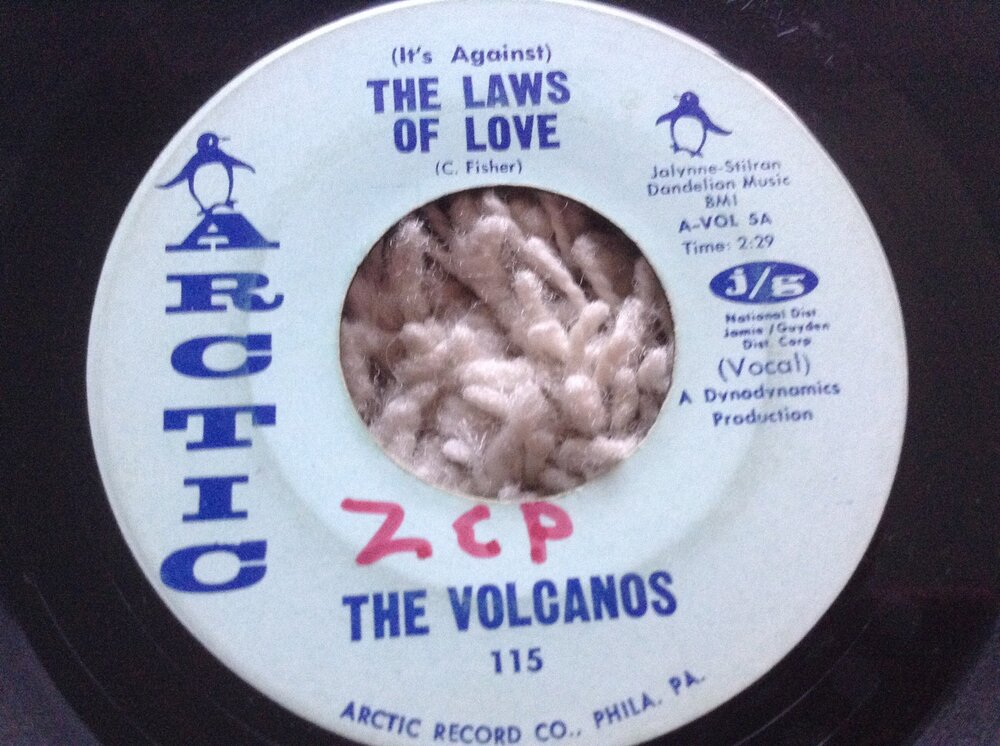 (It's Against)
THE LAWS
OF LOVE
(C. Fisher)
ARCTIC
Jalynne-Stilran
Dandelion Music
BMI
A-VOL 5A
Time: 2:29
j/g
National Dist
Jamie/Guyden
Dist. Corp
(Vocal)
A Dynodynamics
Production
ZCP
THE VOLCANOS
115
ARCTIC RECORD CO., PHILA. PA.